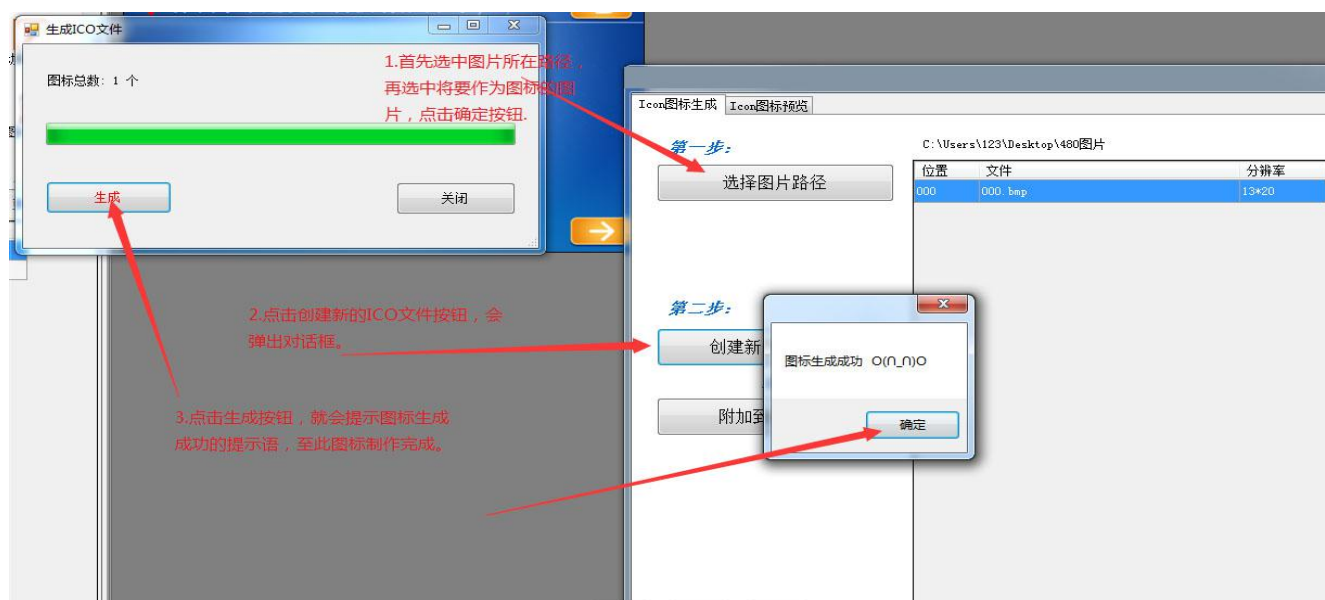 生成ICO文件
图标总数: 1 个
生成
关闭
1.首先选中图片所在路径，
再选中将要作为图标的图
片，点击确定按钮.
Icon图标生成
Icon图标预览
第一步:
选择图片路径
C:\Users\123\Desktop\480图片
位置 文件 分辨率
000 000.bmp 13*20
2.点击创建新的ICO文件按钮，会
弹出对话框。
第二步:
创建新
附加到
图标生成成功 O(∩_∩)O
确定
3.点击生成按钮，就会提示图标生成
成功的提示语，至此图标制作完成。